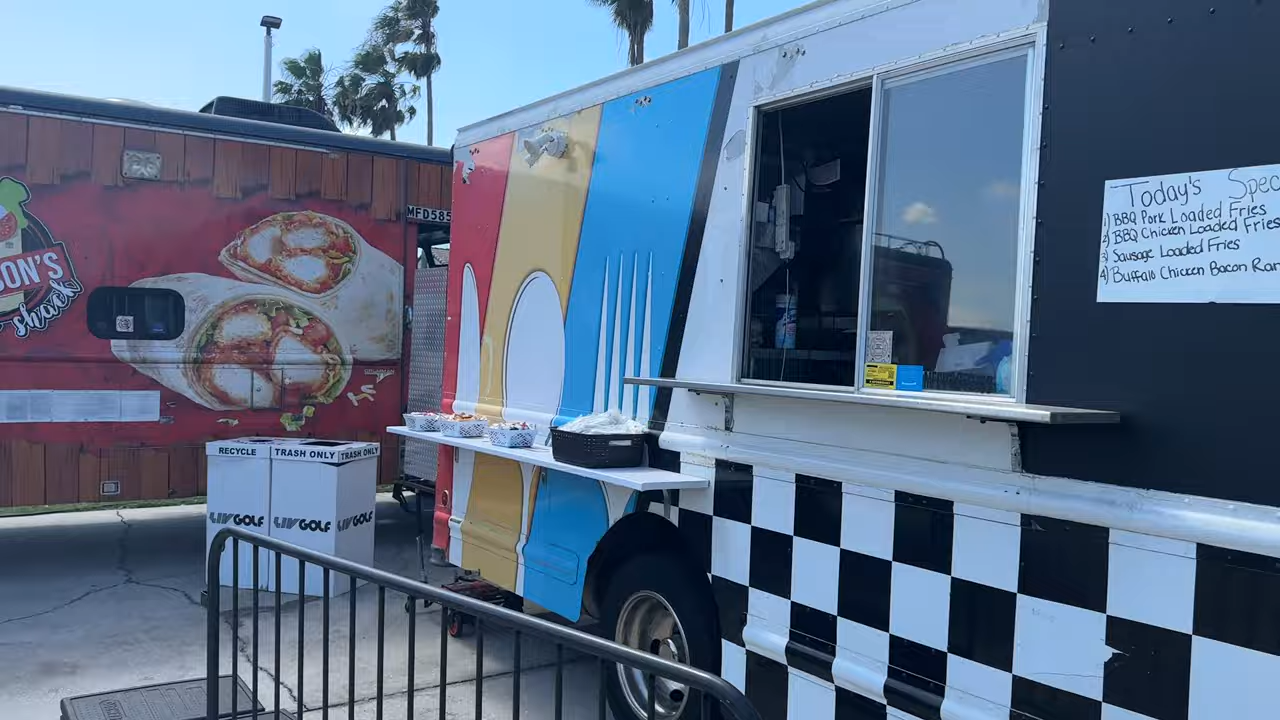 SON'S
shack
MFD585
Today's Spec
1) BBQ Pork Loaded Fries
2) BBQ Chicken Loaded Fries
3) Sausage Loaded Fries
4) Buffalo Chicken Bacon Ran
RECYCLE
TRASH ONLY
TRASH ONLY
LIVGOLF
LIVGOLF
LIVGOLF